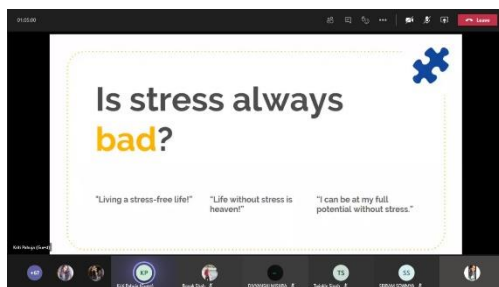 01:03:00
Leave
Is stress always
bad?
"Living a stress-free life!"
"Life without stress is
heaven!"
"I can be at my full
potential without stress."
+67
KP
TS
SS